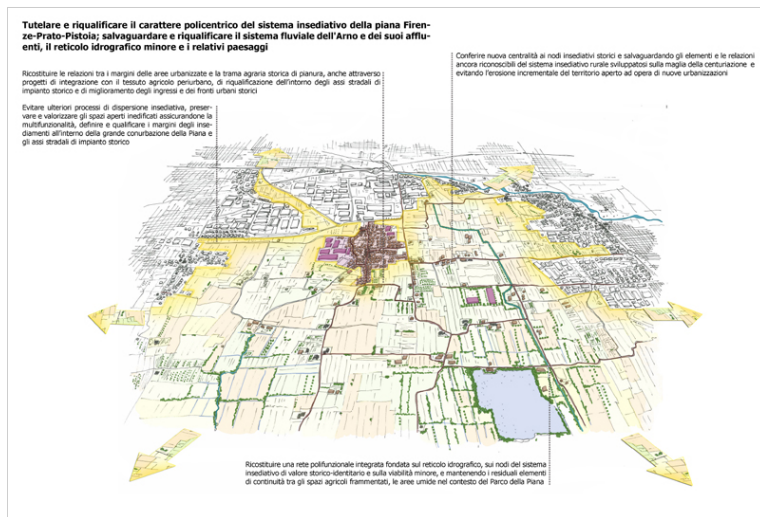 Tutelare e riqualificare il carattere policentrico del sistema insediativo della piana Firen-
ze-Prato-Pistoia; salvaguardare e riqualificare il sistema fluviale dell'Arno e dei suoi afflu-
enti, il reticolo idrografico minore e i relativi paesaggi
Ricostituire le relazioni tra i margini delle aree urbanizzate e la trama agraria storica di pianura, anche attraverso
progetti di integrazione con il tessuto agricolo periurbano, di riqualificazione dell'intorno degli assi stradali di
impianto storico e di miglioramento degli ingressi e dei fronti urbani storici
Evitare ulteriori processi di dispersione insediativa, preser-
vare e valorizzare gli spazi aperti inedificati assicurandone la
multifunzionalità, definire e qualificare i margini degli inse-
diamenti all'interno della grande conurbazione della Piana e
gli assi stradali di impianto storico
Conferire nuova centralità ai nodi insediativi storici e salvaguardando gli elementi e le relazioni
ancora riconoscibili del sistema insediativo rurale sviluppatosi sulla maglia della centuriazione e
evitando l'erosione incrementale del territorio aperto ad opera di nuove urbanizzazioni
Ricostituire una rete polifunzionale integrata fondata sul reticolo idrografico, sui nodi del sistema
insediativo di valore storico-identitario e sulla viabilità minore, e mantenendo i residuali elementi
di continuità tra gli spazi agricoli frammentati, le aree umide nel contesto del Parco della Piana